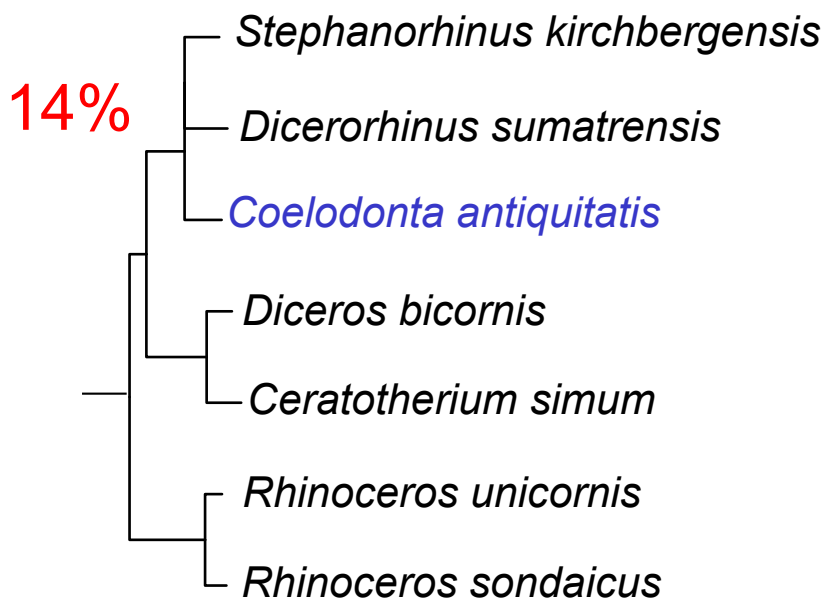 Stephanorhinus kirchbergensis
14%
Dicerorhinus sumatrensis
Coelodonta antiquitatis
Diceros bicornis
Ceratotherium simum
Rhinoceros unicornis
Rhinoceros sondaicus